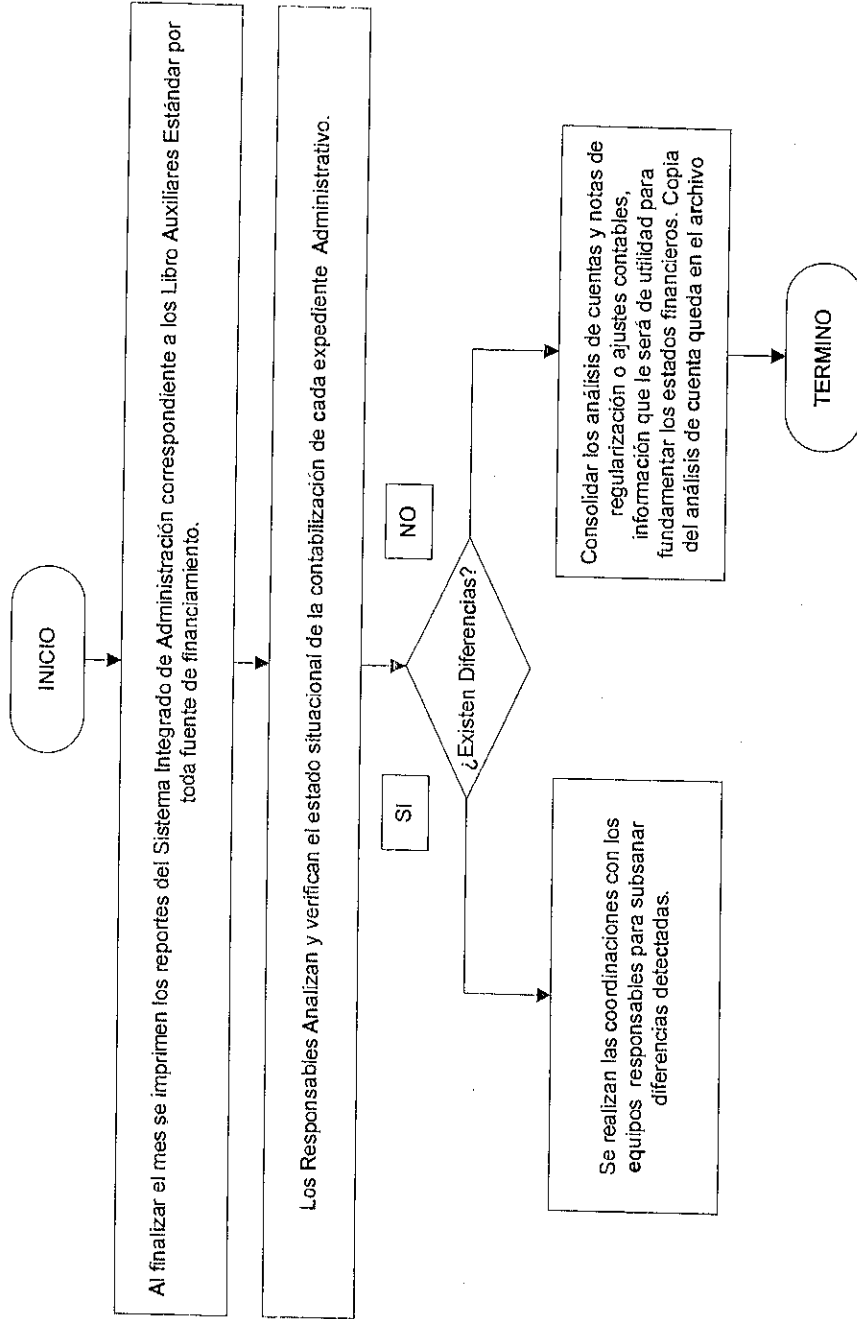 INICIO
Al finalizar el mes se imprimen los reportes del Sistema Integrado de Administración correspondiente a los Libro Auxiliares Estándar por
toda fuente de financiamiento.
Los Responsables Analizan y verifican el estado situacional de la contabilización de cada expediente Administrativo.
¿Existen Diferencias?
SI
NO
Se realizan las coordinaciones con los
equipos responsables para subsanar
diferencias detectadas.
Consolidar los análisis de cuentas y notas de
regularización o ajustes contables,
información que le será de utilidad para
fundamentar los estados financieros. Copia
del análisis de cuenta queda en el archivo
TERMINO